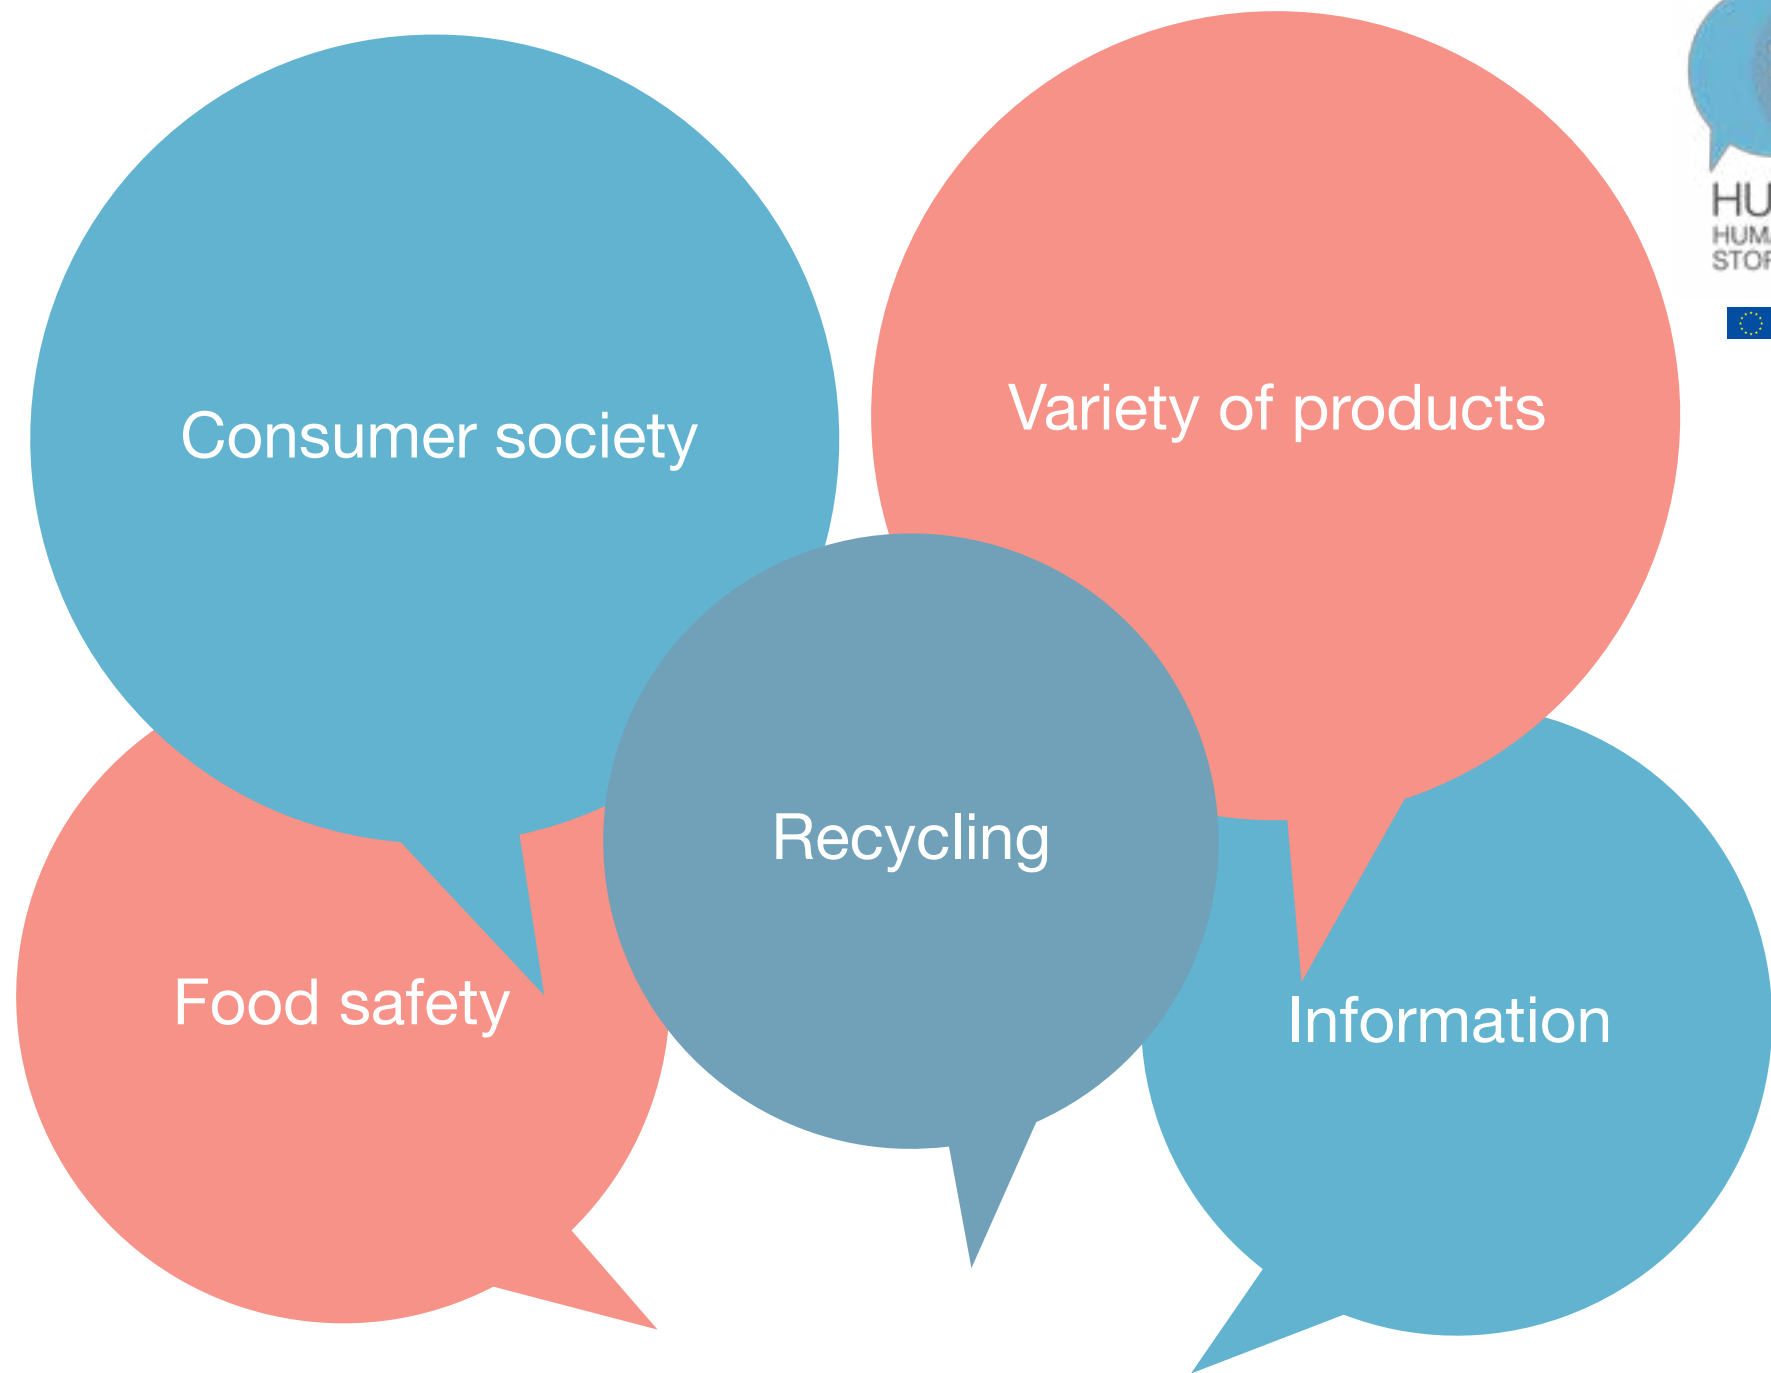 Consumer society
Variety of products
Recycling
Food safety
Information